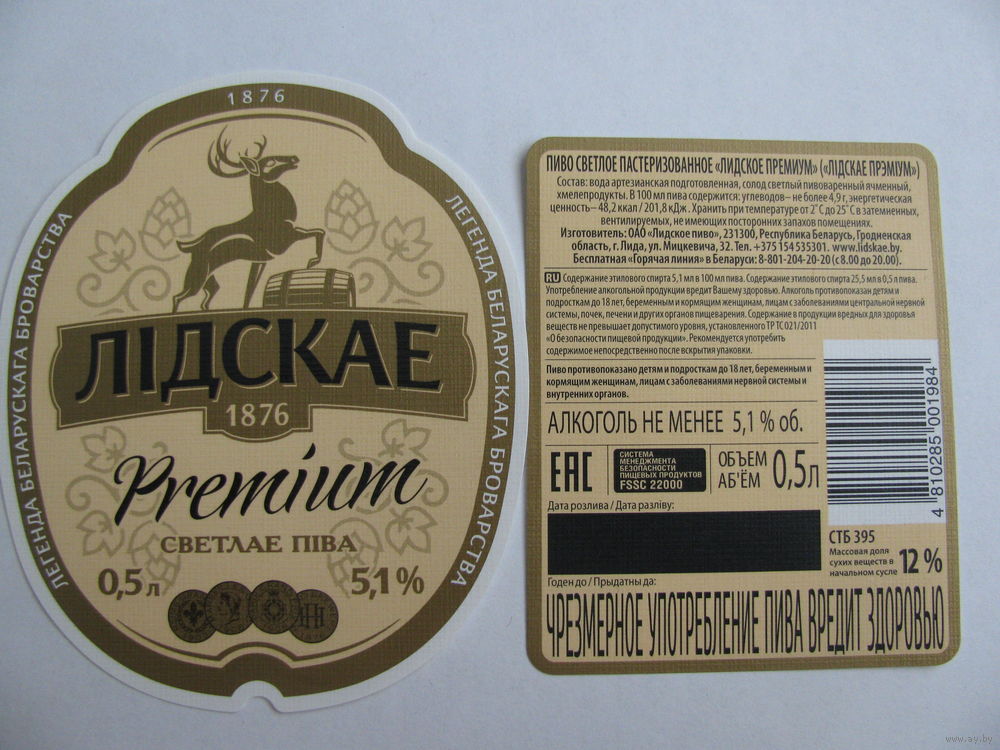 1876
ЛЕГЕНДА БЕЛАРУСКАГА БРОВАРСТВА
ЛЕГЕНДА БЕЛАРУСКАГА БРОВАРСТВА
ЛІДСКАЕ
1876
Premium
СВЕТЛАЕ ПІВА
0,5 л
5,1%
1876
ПИВО СВЕТЛОЕ ПАСТЕРИЗОВАННОЕ «ЛИДСКОЕ ПРЕМИУМ» («ЛІДСКАЕ ПРЭМІУМ»)
Состав: вода артезианская подготовленная, солод светлый пивоваренный ячменный,
хмелепродукты. В 100 мл пива содержится: углеводов – не более 4,9 г, энергетическая
ценность – 48,2 ккал / 201,8 кДж. Хранить при температуре от 2˚С до 25˚С в затемненных,
вентилируемых, не имеющих посторонних запахов помещениях.
Изготовитель: ОАО «Лидское пиво», 231300, Республика Беларусь, Гродненская
область, г. Лида, ул. Мицкевича, 32. Тел. +375 154 535301. www.lidskae.by.
Бесплатная «Горячая линия» в Беларуси: 8-801-204-20-20 (с 8.00 до 20.00).
RU Содержание этилового спирта 5,1 мл в 100 мл пива. Содержание этилового спирта 25,5 мл в 0,5 л пива.
Употребление алкогольной продукции вредит Вашему здоровью. Алкоголь противопоказан детям и
подросткам до 18 лет, беременным и кормящим женщинам, лицам с заболеваниями центральной нервной
системы, почек, печени и других органов пищеварения. Содержание в продукции вредных для здоровья
веществ не превышает допустимого уровня, установленного ТР ТС 021/2011
«О безопасности пищевой продукции». Рекомендуется употребить
содержимое непосредственно после вскрытия упаковки.
Пиво противопоказано детям и подросткам до 18 лет, беременным и
кормящим женщинам, лицам с заболеваниями нервной системы и
внутренних органов.
АЛКОГОЛЬ НЕ МЕНЕЕ 5,1 % об.
ЕАС
СИСТЕМА
МЕНЕДЖМЕНТА
БЕЗОПАСНОСТИ
ПИЩЕВЫХ ПРОДУКТОВ
FSSC 22000
ОБЪЕМ
АБ'ЁМ
0,5л
4 810285 001984
Дата розлива / Дата разліву:
СТБ 395
Массовая доля
сухих веществ в
начальном сусле
12 %
Годен до / Прыдатны да:
ЧРЕЗМЕРНОЕ УПОТРЕБЛЕНИЕ ПИВА ВРЕДИТ ЗДОРОВЬЮ
www.ay.by